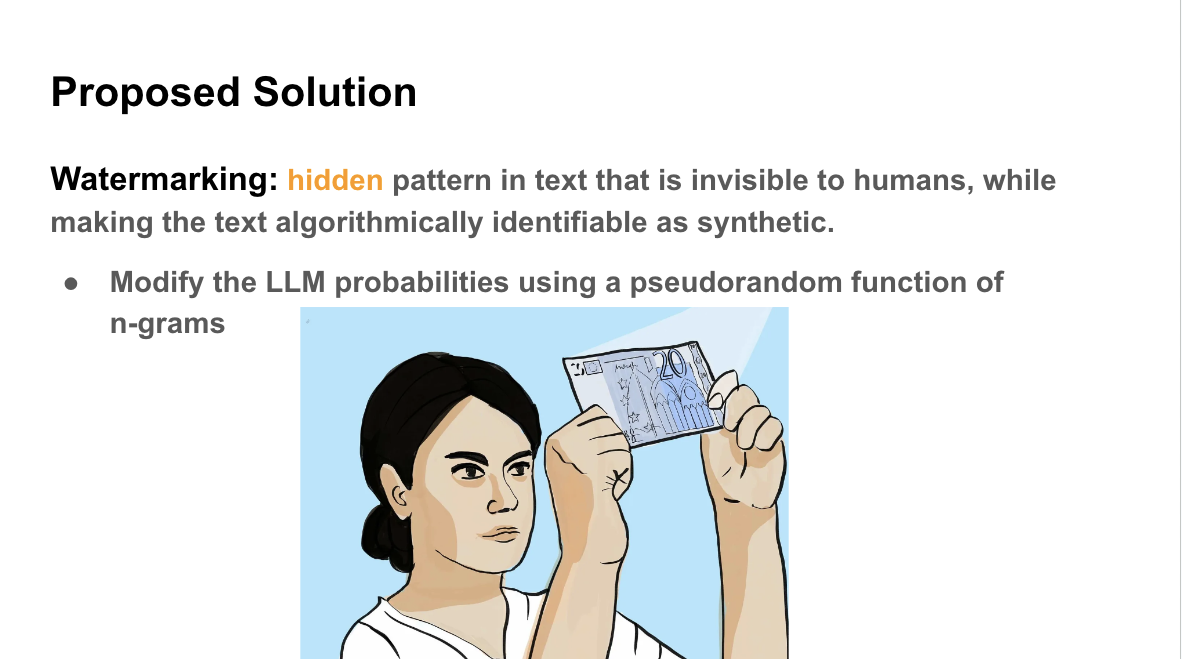 Proposed Solution
Watermarking: hidden pattern in text that is invisible to humans, while
making the text algorithmically identifiable as synthetic.
● Modify the LLM probabilities using a pseudorandom function of
n-grams
20